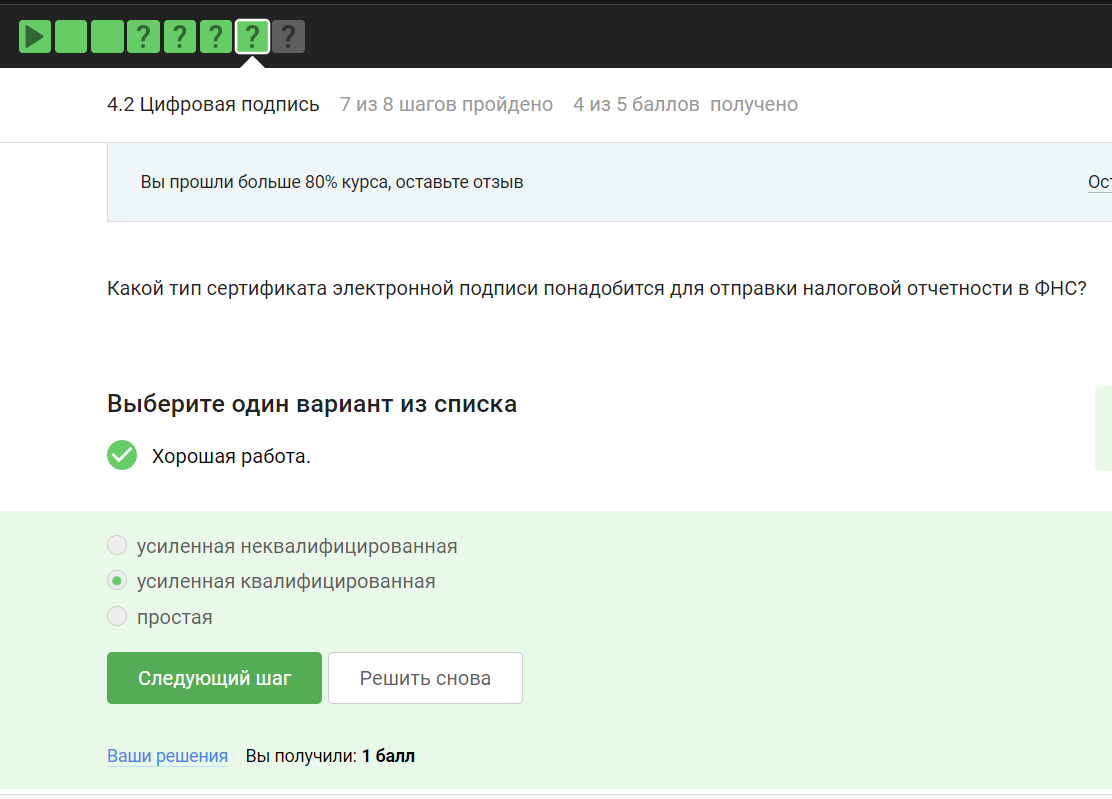 ? ? ? ? ?
4.2 Цифровая подпись 7 из 8 шагов пройдено 4 из 5 баллов получено
Вы прошли больше 80% курса, оставьте отзыв
Какой тип сертификата электронной подписи понадобится для отправки налоговой отчетности в ФНС?
Выберите один вариант из списка
Хорошая работа.
усиленная неквалифицированная
усиленная квалифицированная
простая
Следующий шаг Решить снова
Ваши решения Вы получили: 1 балл